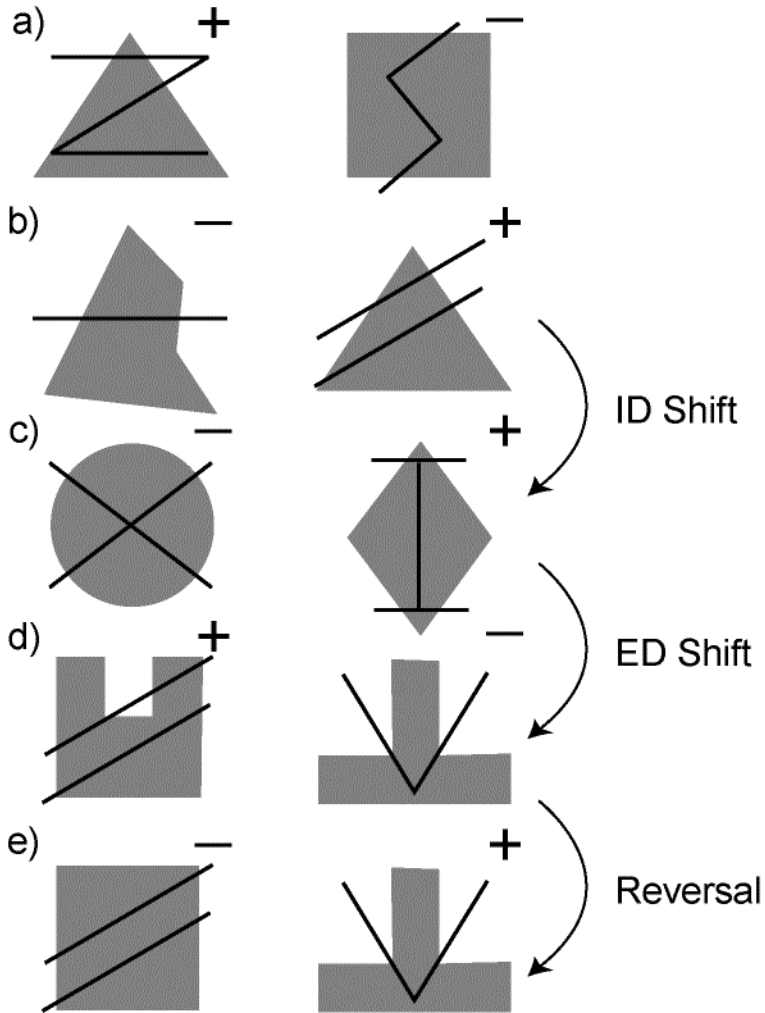 a) + −
b) − +
ID Shift
c) − +
ED Shift
d) + −
Reversal
e) − +